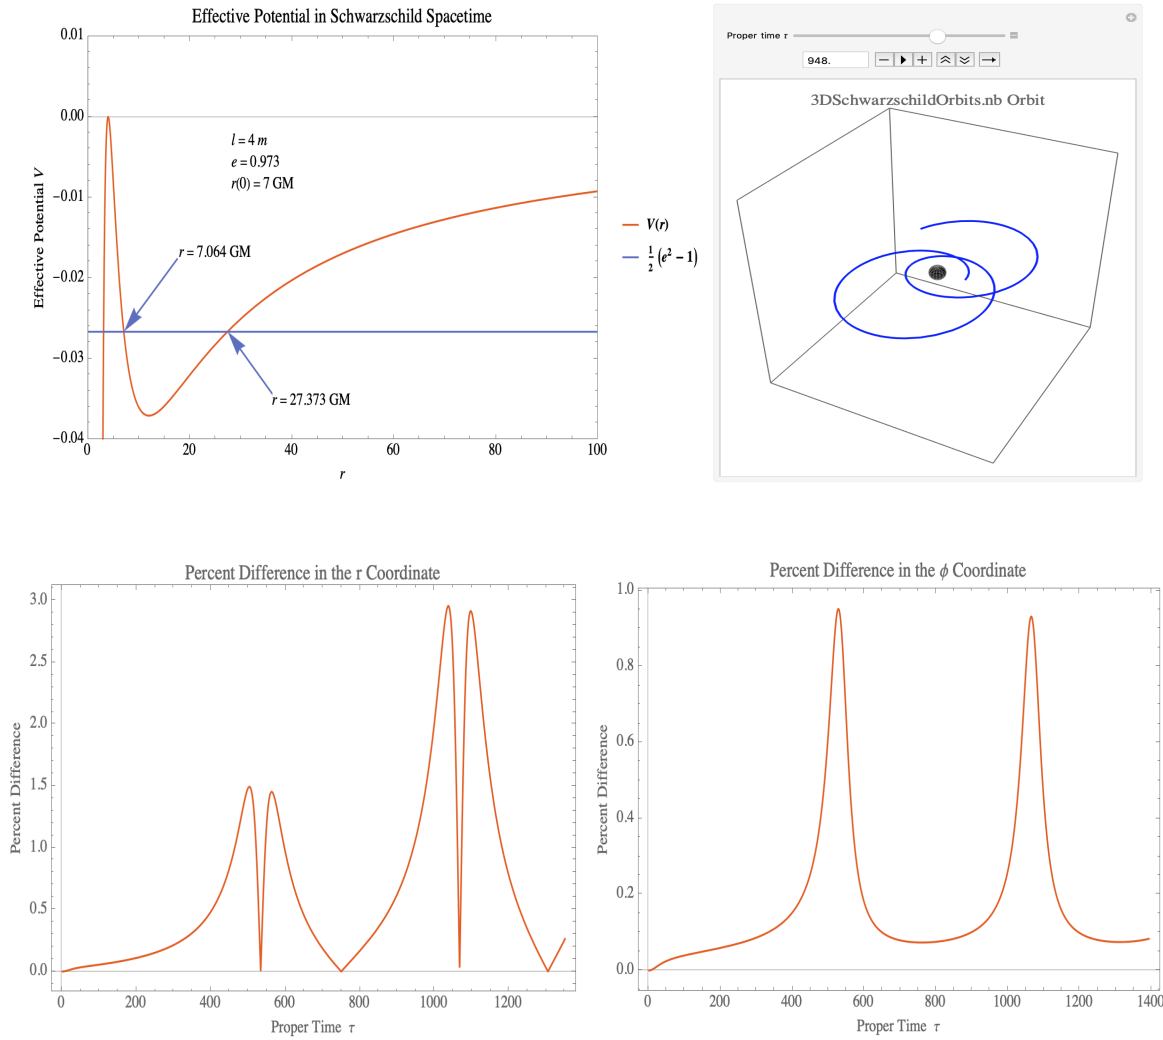 Effective Potential in Schwarzschild Spacetime
0.01
0.00
−0.01
−0.02
−0.03
−0.04
Effective Potential V
l = 4 m
e = 0.973
r(0) = 7 GM
r = 7.064 GM
r = 27.373 GM
0 20 40 60 80 100
r
V(r)
1/2 (e² − 1)
Proper time τ
948.
3DSchwarzschildOrbits.nb Orbit
Percent Difference in the r Coordinate
3.0
2.5
2.0
1.5
1.0
0.5
0.0
Percent Difference
0 200 400 600 800 1000 1200
Proper Time τ
Percent Difference in the ϕ Coordinate
1.0
0.8
0.6
0.4
0.2
0.0
Percent Difference
0 200 400 600 800 1000 1200 1400
Proper Time τ